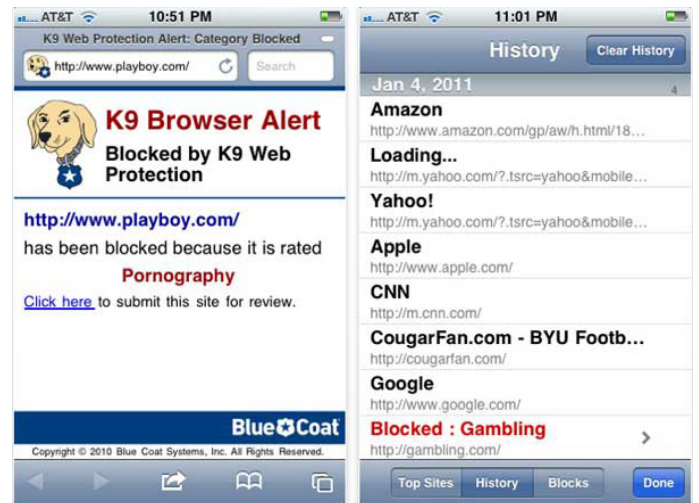 AT&T 10:51 PM
K9 Web Protection Alert: Category Blocked
http://www.playboy.com/ Search
K9 Browser Alert
Blocked by K9 Web
Protection
http://www.playboy.com/
has been blocked because it is rated
Pornography
Click here to submit this site for review.
Blue Coat
Copyright © 2010 Blue Coat Systems, Inc. All Rights Reserved.
AT&T 11:01 PM
History Clear History
Jan 4, 2011 4
Amazon
http://www.amazon.com/gp/aw/h.html/18...
Loading...
http://m.yahoo.com/?.tsrc=yahoo&mobile...
Yahoo!
http://m.yahoo.com/?.tsrc=yahoo&mobile...
Apple
http://www.apple.com/
CNN
http://m.cnn.com/
CougarFan.com - BYU Footb...
http://cougarfan.com/
Google
http://www.google.com/
Blocked : Gambling
http://gambling.com/
Top Sites History Blocks Done